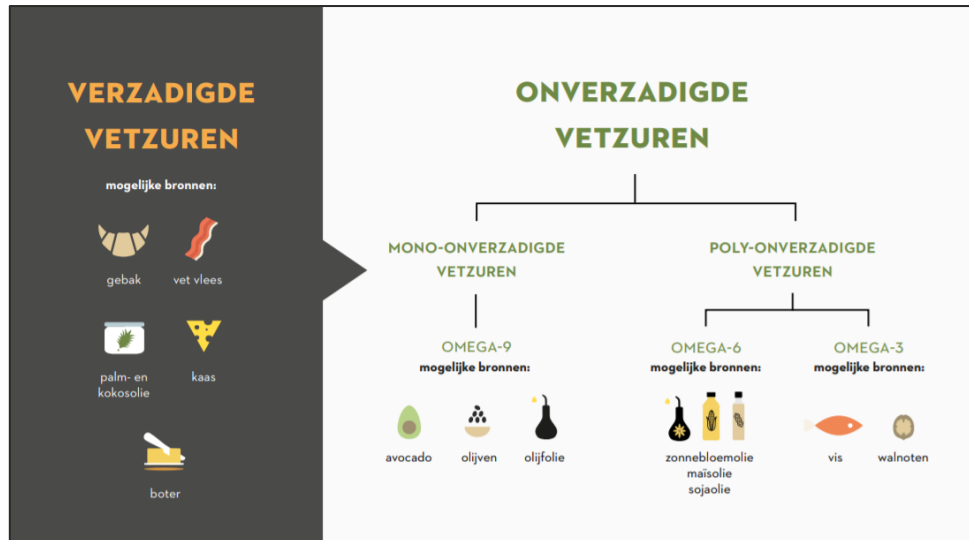 VERZADIGDE
VETZUREN
mogelijke bronnen:
gebak
vet vlees
palm- en
kokosolie
kaas
boter
ONVERZADIGDE
VETZUREN
MONO-ONVERZADIGDE
VETZUREN
OMEGA-9
mogelijke bronnen:
avocado
olijven
olijfolie
POLY-ONVERZADIGDE
VETZUREN
OMEGA-6
mogelijke bronnen:
zonnebloemolie
maïsolie
sojaolie
OMEGA-3
mogelijke bronnen:
vis
walnoten